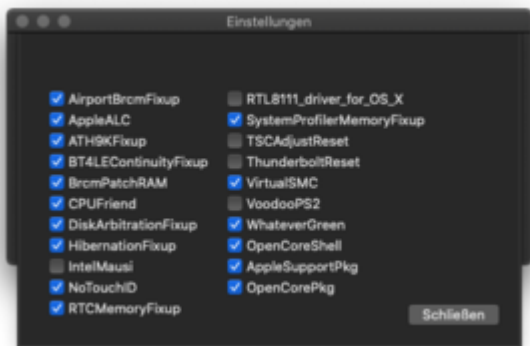 Einstellungen
AirportBrcmFixup
AppleALC
ATH9KFixup
BT4LEContinuityFixup
BrcmPatchRAM
CPUFriend
DiskArbitrationFixup
HibernationFixup
IntelMausi
NoTouchID
RTCMemoryFixup
RTL8111_driver_for_OS_X
SystemProfilerMemoryFixup
TSCAdjustReset
ThunderboltReset
VirtualSMC
VoodooPS2
WhateverGreen
OpenCoreShell
AppleSupportPkg
OpenCorePkg
Schließen